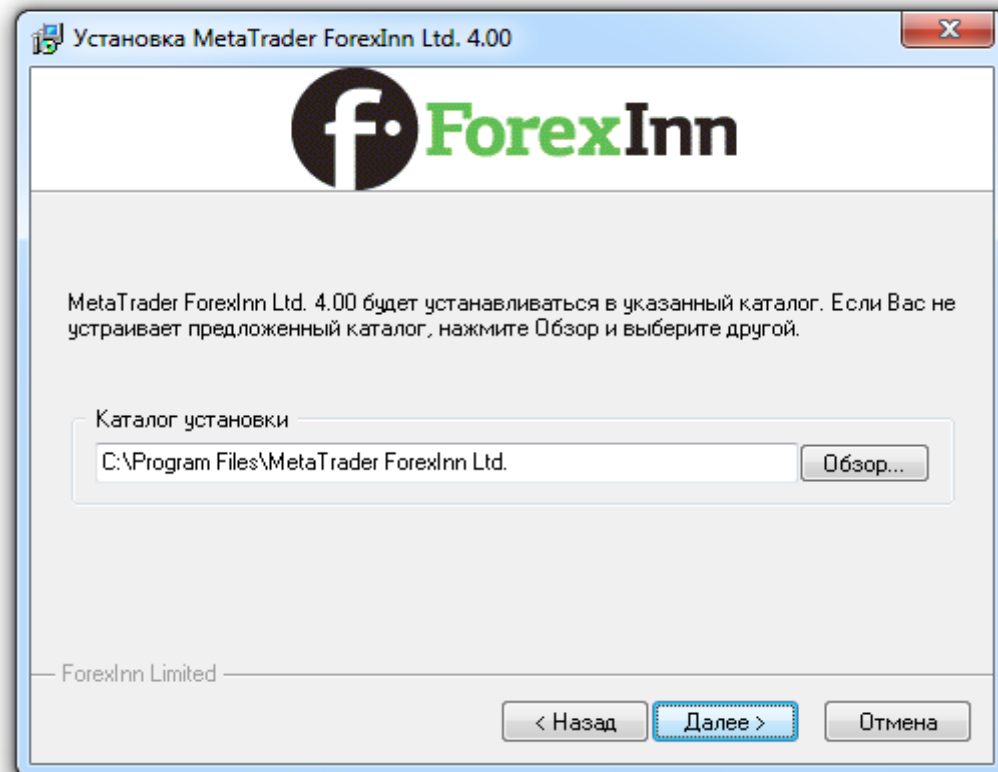 Установка MetaTrader ForexInn Ltd. 4.00
f ForexInn
MetaTrader ForexInn Ltd. 4.00 будет устанавливаться в указанный каталог. Если Вас не
устраивает предложенный каталог, нажмите Обзор и выберите другой.
Каталог установки
C:\Program Files\MetaTrader ForexInn Ltd.
Обзор...
ForexInn Limited
< Назад
Далее >
Отмена